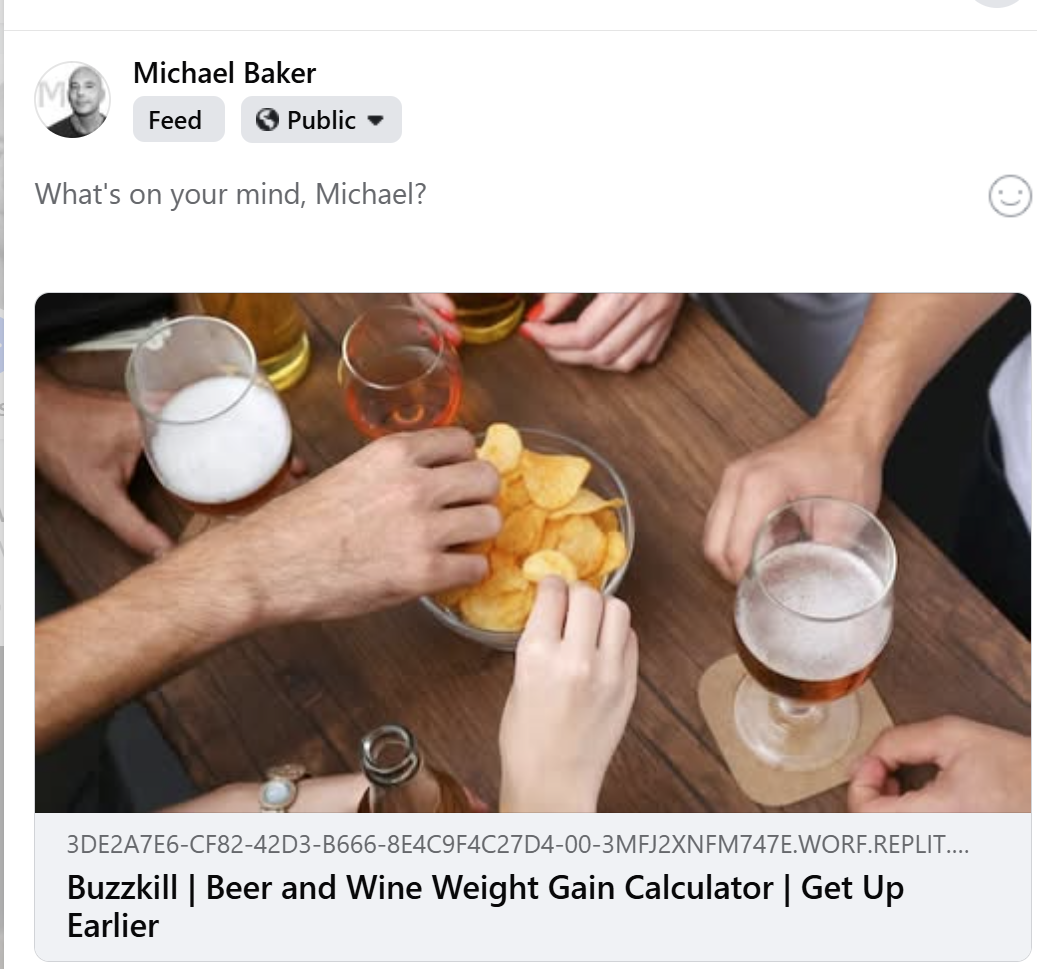 Michael Baker
Feed
Public
What's on your mind, Michael?
3DE2A7E6-CF82-42D3-B666-8E4C9F4C27D4-00-3MFJ2XNFM747E.WORF.REPLIT....
Buzzkill | Beer and Wine Weight Gain Calculator | Get Up
Earlier